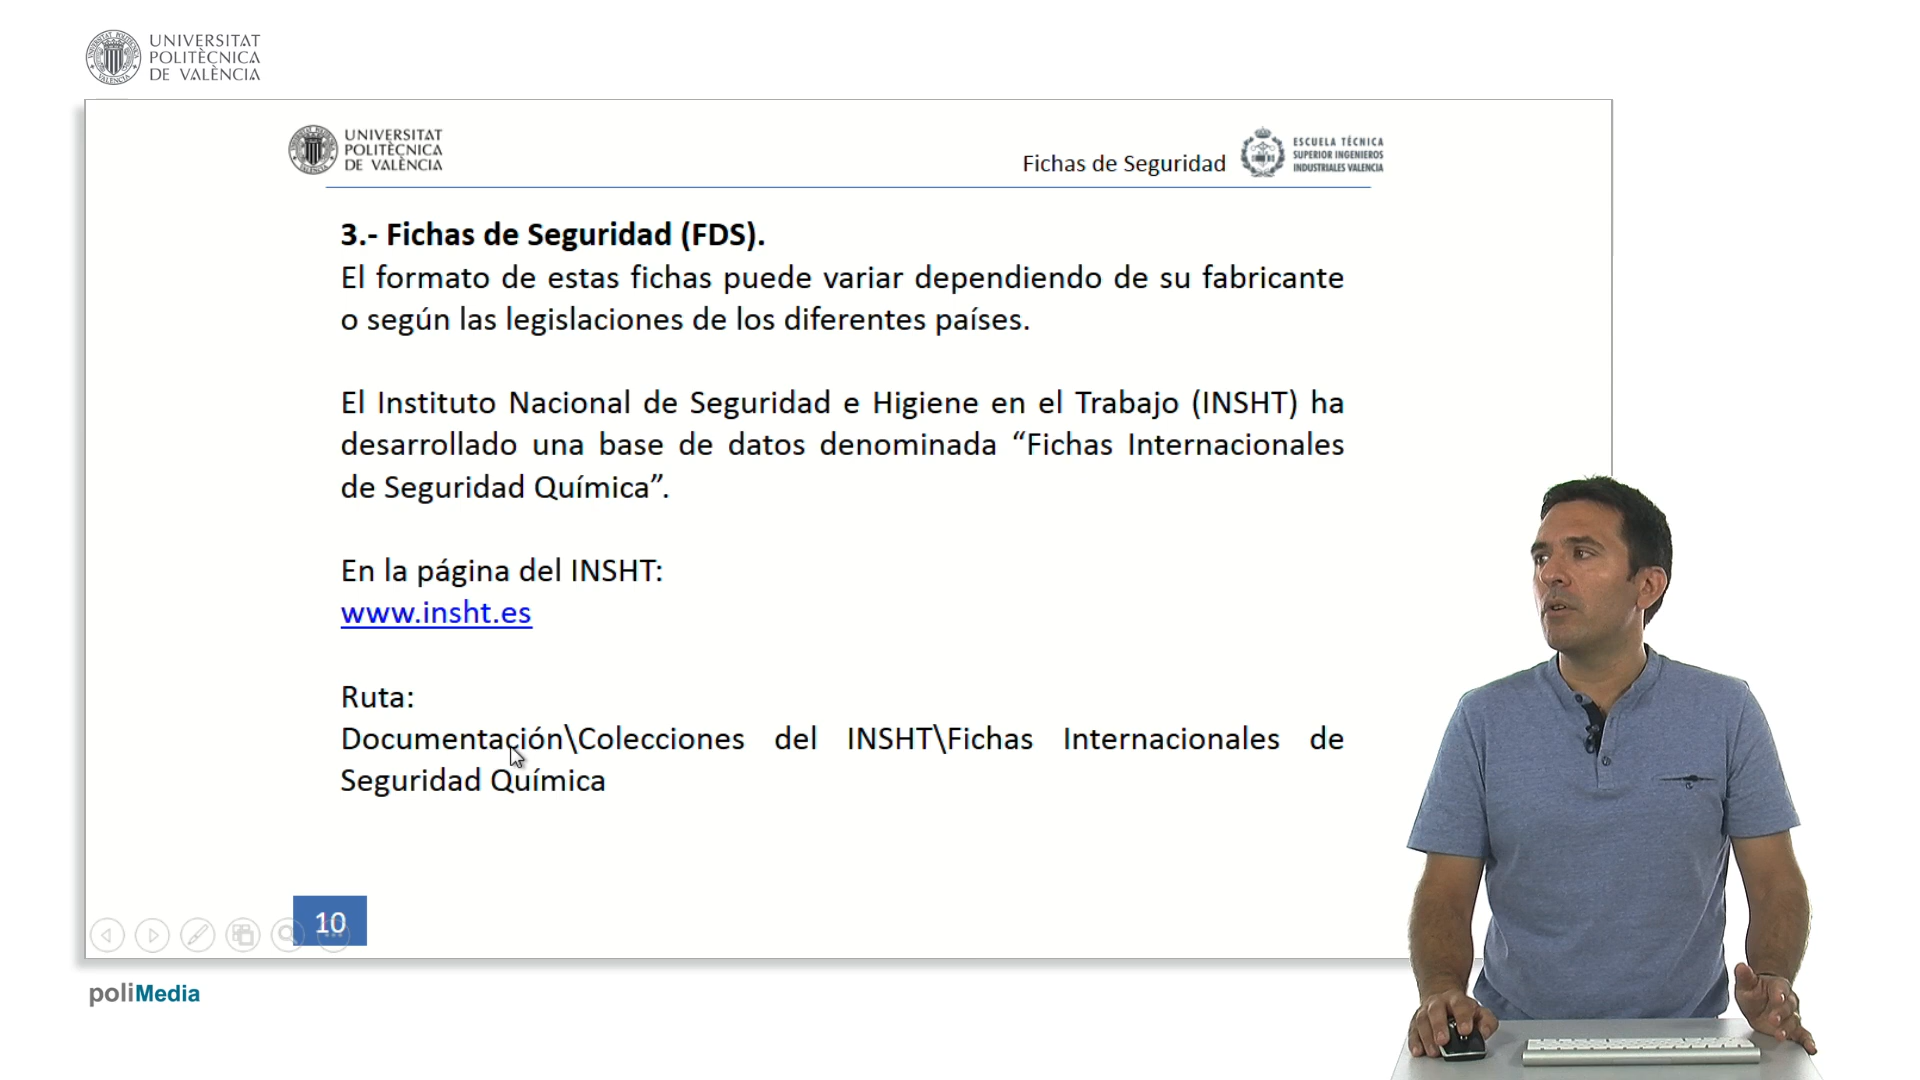 UNIVERSITAT
POLITÈCNICA
DE VALÈNCIA
UNIVERSITAT
POLITÈCNICA
DE VALÈNCIA
Fichas de Seguridad
ESCUELA TÉCNICA
SUPERIOR INGENIEROS
INDUSTRIALES VALENCIA
3.- Fichas de Seguridad (FDS).
El formato de estas fichas puede variar dependiendo de su fabricante
o según las legislaciones de los diferentes países.
El Instituto Nacional de Seguridad e Higiene en el Trabajo (INSHT) ha
desarrollado una base de datos denominada “Fichas Internacionales
de Seguridad Química”.
En la página del INSHT:
www.insht.es
Ruta:
Documentación\Colecciones del INSHT\Fichas Internacionales de
Seguridad Química
10
poliMedia